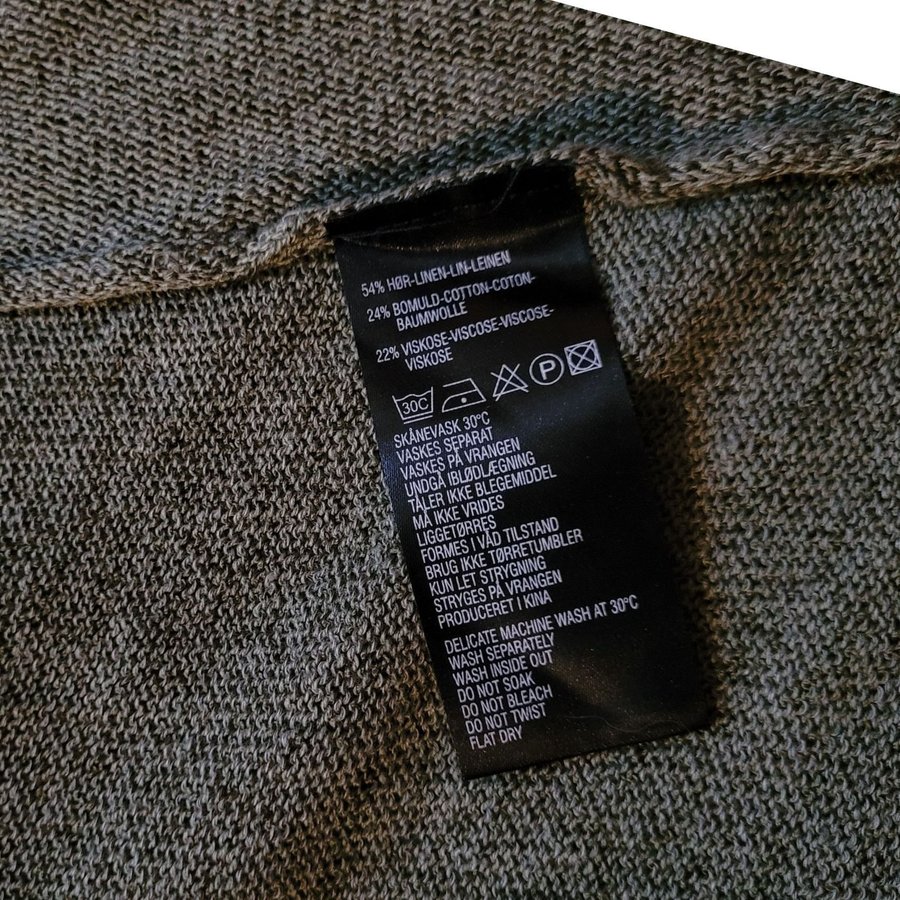 54% HØR-LINEN-LIN-LEINEN
24% BOMULD-COTTON-COTON-
BAUMWOLLE
22% VISKOSE-VISCOSE-VISCOSE-
VISKOSE
30C P
SKÅNEVASK 30°C
VASKES SEPARAT
VASKES PÅ VRANGEN
UNDGÅ IBLØDLÆGNING
TÅLER IKKE BLEGEMIDDEL
MÅ IKKE VRIDES
LIGGETØRRES
FORMES I VÅD TILSTAND
BRUG IKKE TØRRETUMBLER
KUN LET STRYGNING
STRYGES PÅ VRANGEN
PRODUCERET I KINA
DELICATE MACHINE WASH AT 30°C
WASH SEPARATELY
WASH INSIDE OUT
DO NOT SOAK
DO NOT BLEACH
DO NOT TWIST
FLAT DRY